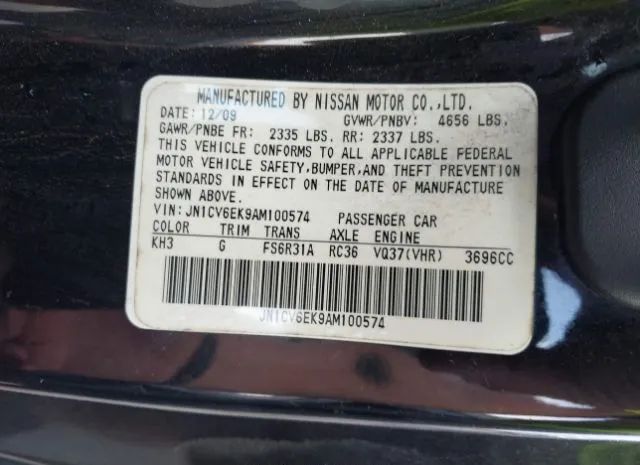 MANUFACTURED BY NISSAN MOTOR CO.,LTD.
DATE: 12/09 GVWR/PNBV: 4656 LBS.
GAWR/PNBE FR: 2335 LBS. RR: 2337 LBS.
THIS VEHICLE CONFORMS TO ALL APPLICABLE FEDERAL
MOTOR VEHICLE SAFETY,BUMPER,AND THEFT PREVENTION
STANDARDS IN EFFECT ON THE DATE OF MANUFACTURE
SHOWN ABOVE.
VIN: JN1CV6EK9AM100574 PASSENGER CAR
COLOR TRIM TRANS AXLE ENGINE
KH3 G FS6R31A RC36 VQ37(VHR) 3696CC
JN1CV6EK9AM100574